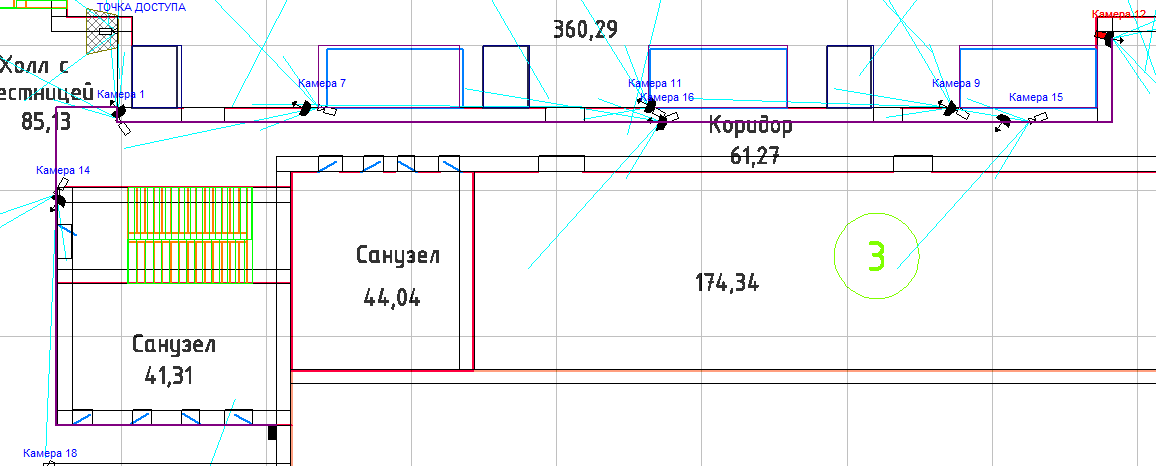 ТОЧКА ДОСТУПА
360,29
Камера 12
Холл с
естницей
85,13
Камера 1
Камера 7
Камера 11
Камера 16
Камера 9
Камера 15
Коридор
61,27
Камера 14
Санузел
44,04
174,34
3
Санузел
41,31
Камера 18